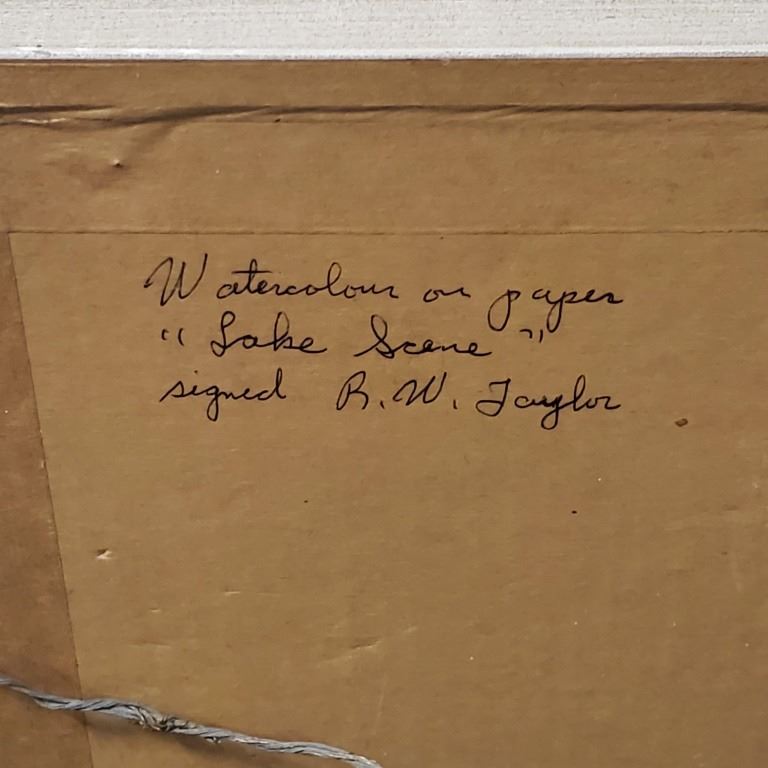 Watercolour on paper
"Lake Scene"
signed R.W. Taylor